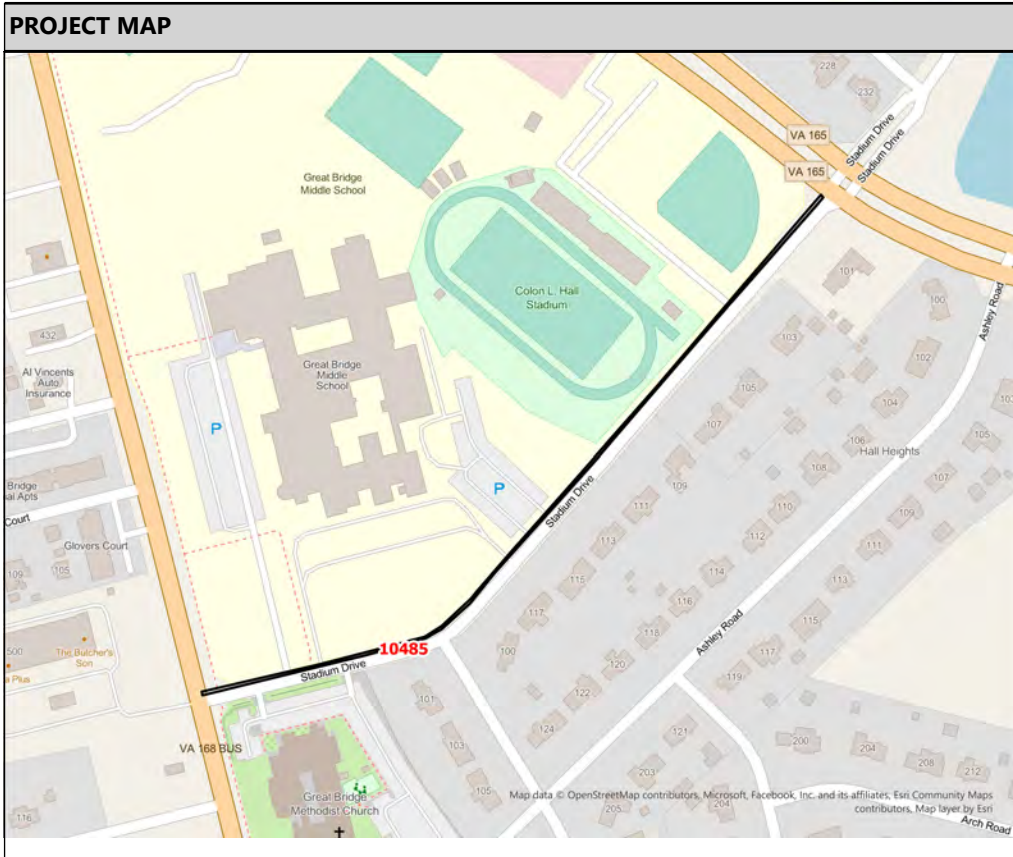 PROJECT MAP
228
232
VA 165
Stadium Drive
Stadium Drive
VA 165
Great Bridge
Middle School
101
100
Ashley Road
Colon L. Hall
Stadium
432
103
102
Al Vincents
Auto
Insurance
Great Bridge
Middle
School
105
104
103
107
106
105
Hall Heights
P
P
109
108
107
Bridge
al Apts
Court
111
110
109
Stadium Drive
Glovers Court
113
112
111
109
105
115
114
113
117
116
115
Ashley Road
500
The Butcher's
Son
a Plus
100
118
117
10485
Stadium Drive
120
119
101
122
124
121
200
204
208
212
VA 168 BUS
103
203
105
205
204
Great Bridge
Methodist Church
116
Map data © OpenStreetMap contributors, Microsoft, Facebook, Inc. and its affiliates, Esri Community Maps
contributors, Map layer by Esri
Arch Road